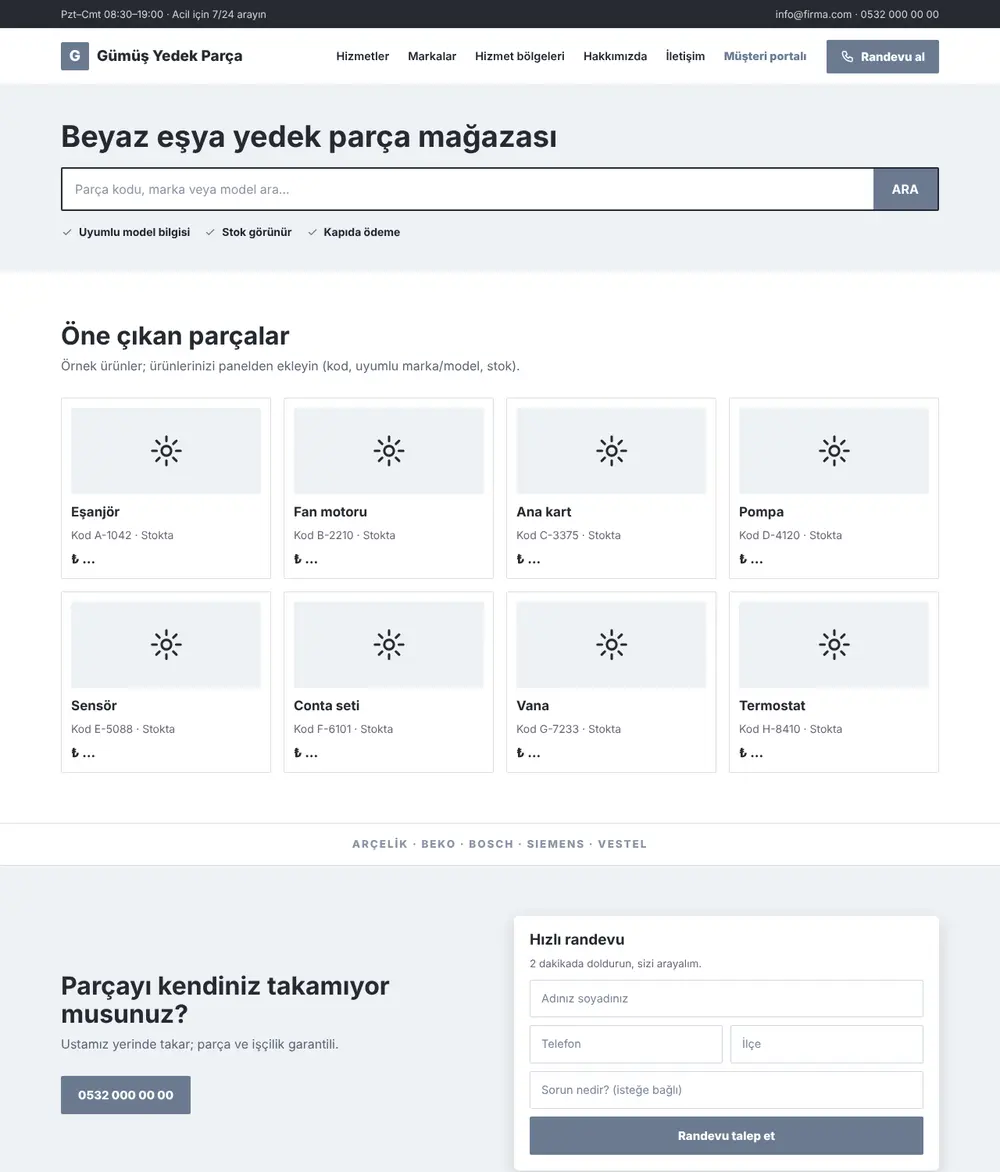 Pzt–Cmt 08:30–19:00 · Acil için 7/24 arayın
info@firma.com · 0532 000 00 00
G Gümüş Yedek Parça
Hizmetler Markalar Hizmet bölgeleri Hakkımızda İletişim Müşteri portalı Randevu al
Beyaz eşya yedek parça mağazası
Parça kodu, marka veya model ara...
ARA
Uyumlu model bilgisi Stok görünür Kapıda ödeme
Öne çıkan parçalar
Örnek ürünler; ürünlerinizi panelden ekleyin (kod, uyumlu marka/model, stok).
Eşanjör
Kod A-1042 · Stokta
₺ ...
Fan motoru
Kod B-2210 · Stokta
₺ ...
Ana kart
Kod C-3375 · Stokta
₺ ...
Pompa
Kod D-4120 · Stokta
₺ ...
Sensör
Kod E-5088 · Stokta
₺ ...
Conta seti
Kod F-6101 · Stokta
₺ ...
Vana
Kod G-7233 · Stokta
₺ ...
Termostat
Kod H-8410 · Stokta
₺ ...
ARÇELİK · BEKO · BOSCH · SIEMENS · VESTEL
Parçayı kendiniz takamıyor
musunuz?
Ustamız yerinde takar; parça ve işçilik garantili.
0532 000 00 00
Hızlı randevu
2 dakikada doldurun, sizi arayalım.
Adınız soyadınız
Telefon
İlçe
Sorun nedir? (isteğe bağlı)
Randevu talep et